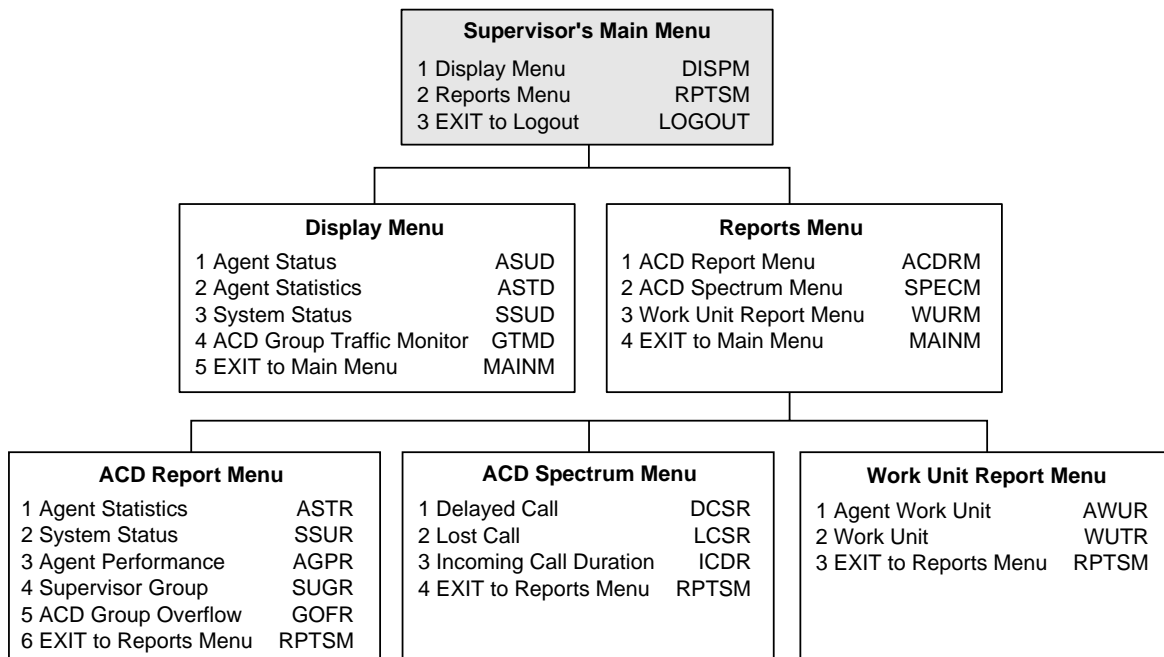 Supervisor's Main Menu
1 Display Menu DISPM
2 Reports Menu RPTSM
3 EXIT to Logout LOGOUT
Display Menu
1 Agent Status ASUD
2 Agent Statistics ASTD
3 System Status SSUD
4 ACD Group Traffic Monitor GTMD
5 EXIT to Main Menu MAINM
Reports Menu
1 ACD Report Menu ACDRM
2 ACD Spectrum Menu SPECM
3 Work Unit Report Menu WURM
4 EXIT to Main Menu MAINM
ACD Report Menu
1 Agent Statistics ASTR
2 System Status SSUR
3 Agent Performance AGPR
4 Supervisor Group SUGR
5 ACD Group Overflow GOFR
6 EXIT to Reports Menu RPTSM
ACD Spectrum Menu
1 Delayed Call DCSR
2 Lost Call LCSR
3 Incoming Call Duration ICDR
4 EXIT to Reports Menu RPTSM
Work Unit Report Menu
1 Agent Work Unit AWUR
2 Work Unit WUTR
3 EXIT to Reports Menu RPTSM